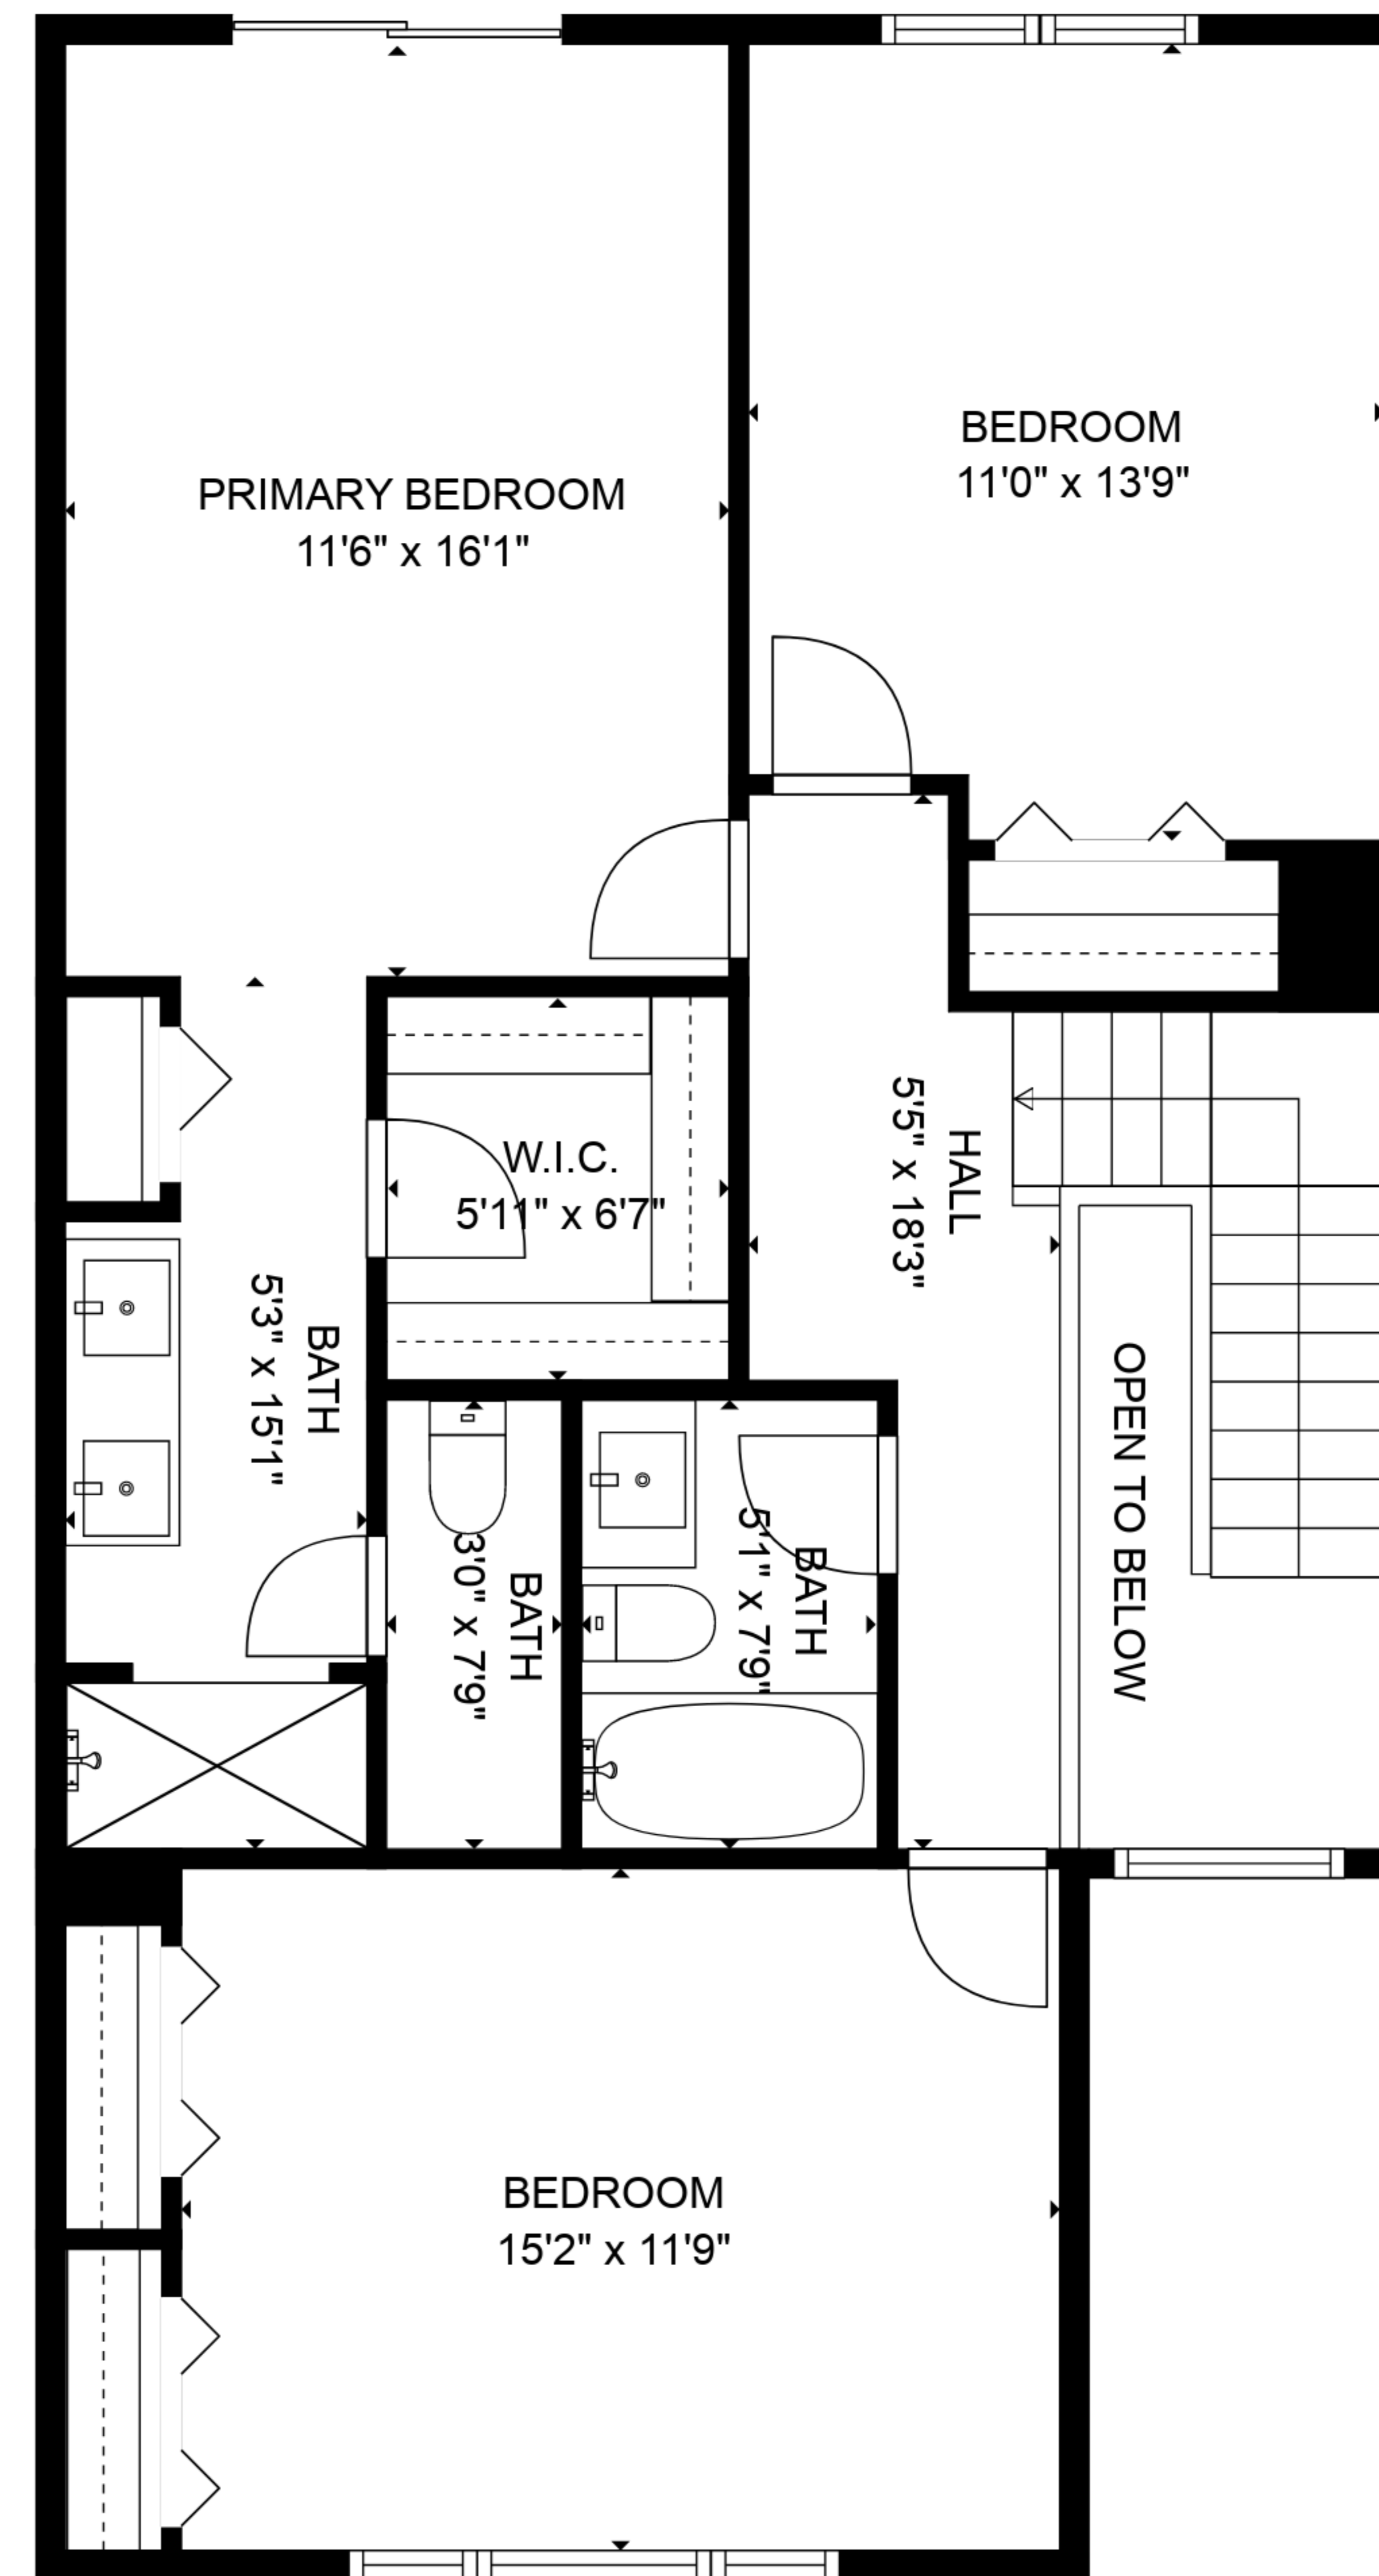 PRIMARY BEDROOM
11'6" x 16'1"
BEDROOM
11'0" x 13'9"
W.I.C.
5'11" x 6'7"
HALL
5'5" x 18'3"
BATH
5'3" x 15'1"
BATH
3'0" x 7'9"
BATH
5'1" x 7'9"
OPEN TO BELOW
BEDROOM
15'2" x 11'9"